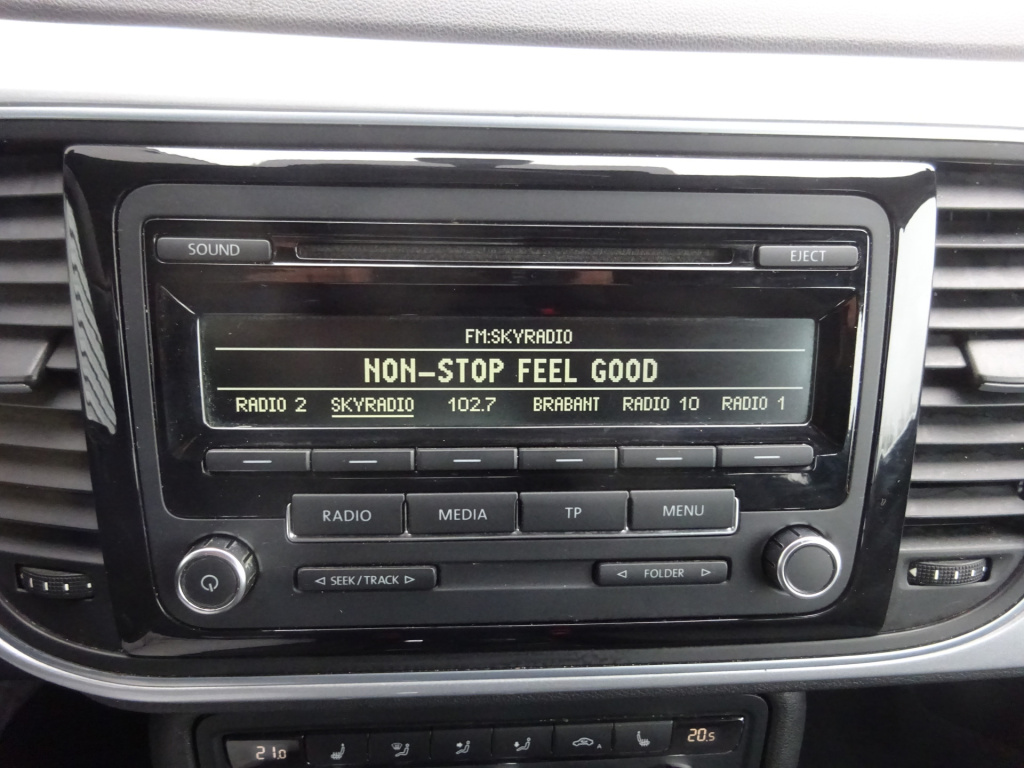 SOUND EJECT
FM:SKYRADIO
NON-STOP FEEL GOOD
RADIO 2 SKYRADIO 102.7 BRABANT RADIO 10 RADIO 1
RADIO MEDIA TP MENU
SEEK/TRACK FOLDER
21.0 A 20.5